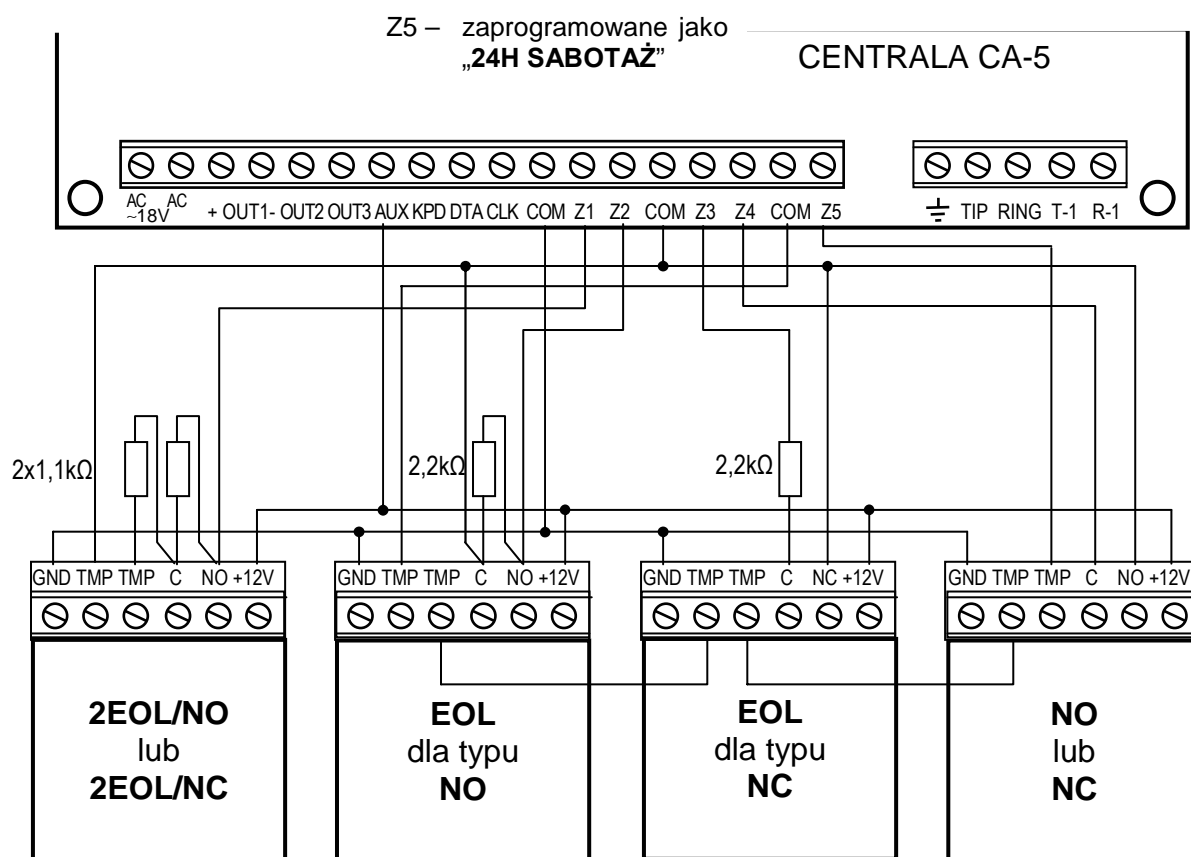 Z5 – zaprogramowane jako
„24H SABOTAŻ”
CENTRALA CA-5
AC AC
~18V
+ OUT1- OUT2 OUT3 AUX KPD DTA CLK COM Z1 Z2 COM Z3 Z4 COM Z5
TIP RING T-1 R-1
2x1,1kΩ
2,2kΩ
2,2kΩ
GND TMP TMP C NO +12V
GND TMP TMP C NO +12V
GND TMP TMP C NC +12V
GND TMP TMP C NO +12V
2EOL/NO
lub
2EOL/NC
EOL
dla typu
NO
EOL
dla typu
NC
NO
lub
NC